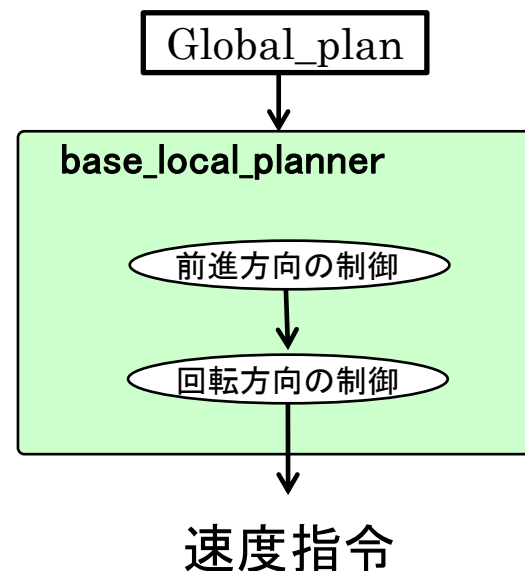 Global_plan
base_local_planner
前進方向の制御
回転方向の制御
速度指令